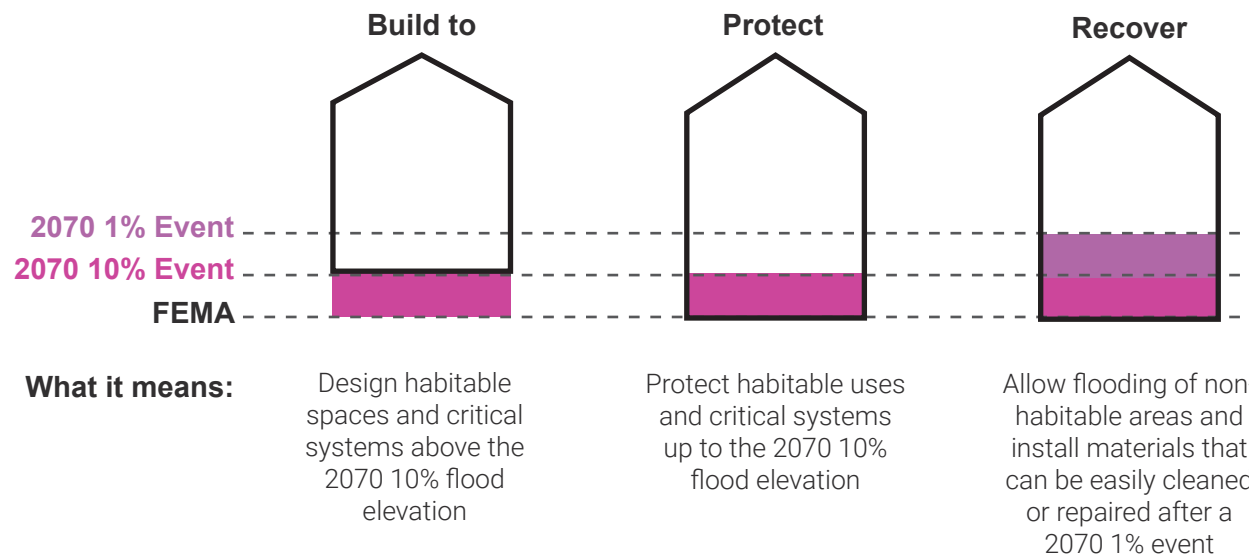 Build to
Protect
Recover
2070 1% Event
2070 10% Event
FEMA
What it means:
Design habitable
spaces and critical
systems above the
2070 10% flood
elevation
Protect habitable uses
and critical systems
up to the 2070 10%
flood elevation
Allow flooding of non-
habitable areas and
install materials that
can be easily cleaned
or repaired after a
2070 1% event